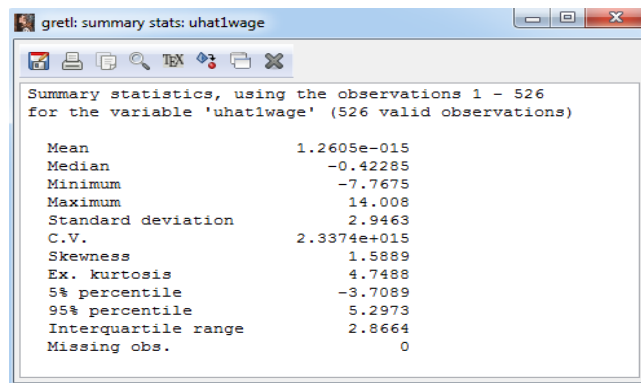 gretl: summary stats: uhat1wage
TEX
Summary statistics, using the observations 1 - 526
for the variable 'uhat1wage' (526 valid observations)
Mean 1.2605e-015
Median -0.42285
Minimum -7.7675
Maximum 14.008
Standard deviation 2.9463
C.V. 2.3374e+015
Skewness 1.5889
Ex. kurtosis 4.7488
5% percentile -3.7089
95% percentile 5.2973
Interquartile range 2.8664
Missing obs. 0